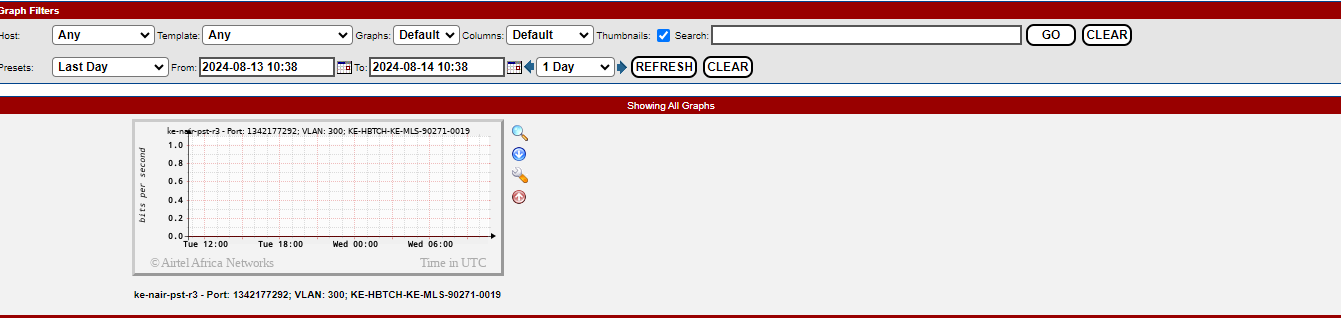 Graph Filters
Host: Any Template: Any Graphs: Default Columns: Default Thumbnails: Search: GO CLEAR
Presets: Last Day From: 2024-08-13 10:38 To: 2024-08-14 10:38 1 Day REFRESH CLEAR
Showing All Graphs
ke-nair-pst-r3 - Port: 1342177292; VLAN: 300; KE-HBTCH-KE-MLS-90271-0019
bits per second
1.0
0.8
0.6
0.4
0.2
0.0
Tue 12:00 Tue 18:00 Wed 00:00 Wed 06:00
© Airtel Africa Networks Time in UTC
ke-nair-pst-r3 - Port: 1342177292; VLAN: 300; KE-HBTCH-KE-MLS-90271-0019